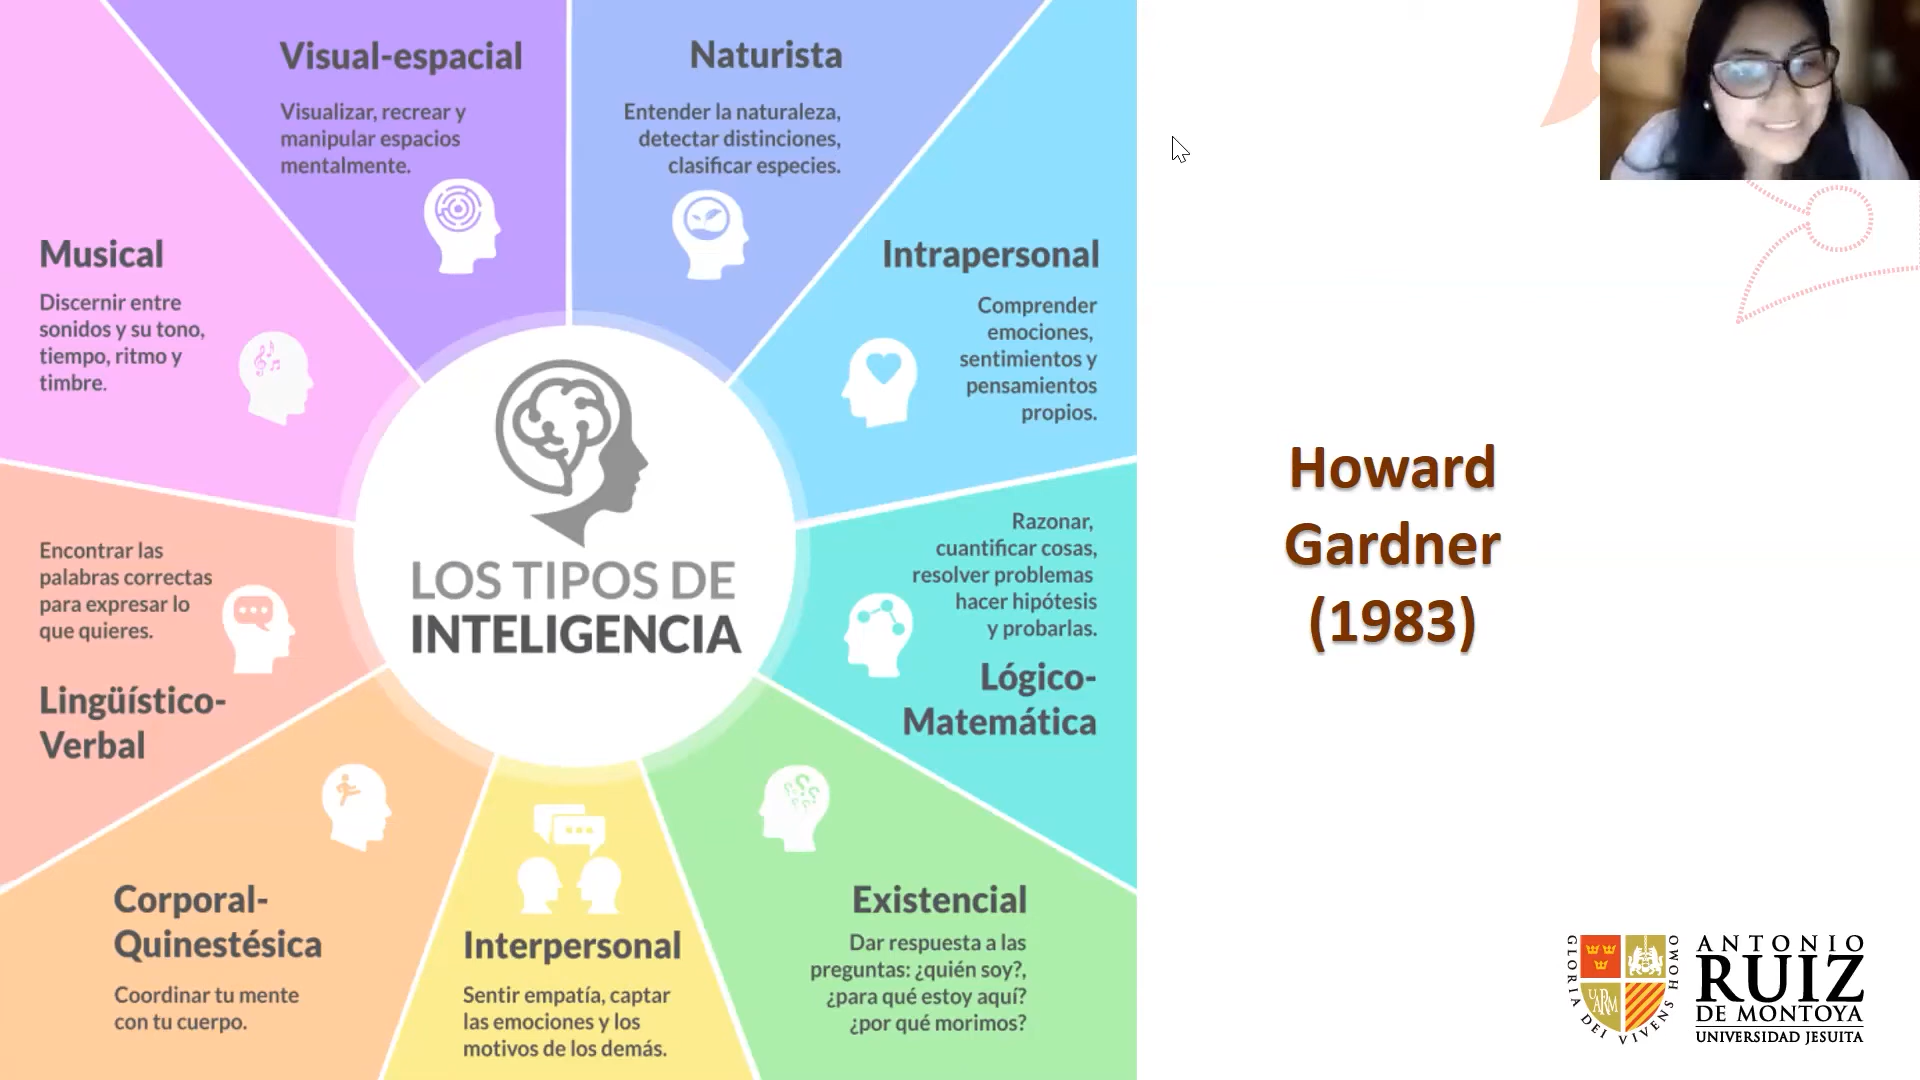 Visual-espacial
Visualizar, recrear y
manipular espacios
mentalmente.
Naturista
Entender la naturaleza,
detectar distinciones,
clasificar especies.
Musical
Discernir entre
sonidos y su tono,
tiempo, ritmo y
timbre.
Intrapersonal
Comprender
emociones,
sentimientos y
pensamientos
propios.
LOS TIPOS DE
INTELIGENCIA
Encontrar las
palabras correctas
para expresar lo
que quieres.
Lingüístico-
Verbal
Razonar,
cuantificar cosas,
resolver problemas
hacer hipótesis
y probarlas.
Lógico-
Matemática
Corporal-
Quinestésica
Coordinar tu mente
con tu cuerpo.
Interpersonal
Sentir empatía, captar
las emociones y los
motivos de los demás.
Existencial
Dar respuesta a las
preguntas: ¿quién soy?,
¿para qué estoy aquí?
¿por qué morimos?
Howard
Gardner
(1983)
GLORIA DEI VIVENS HOMO
UARM
ANTONIO
RUIZ
DE MONTOYA
UNIVERSIDAD JESUITA